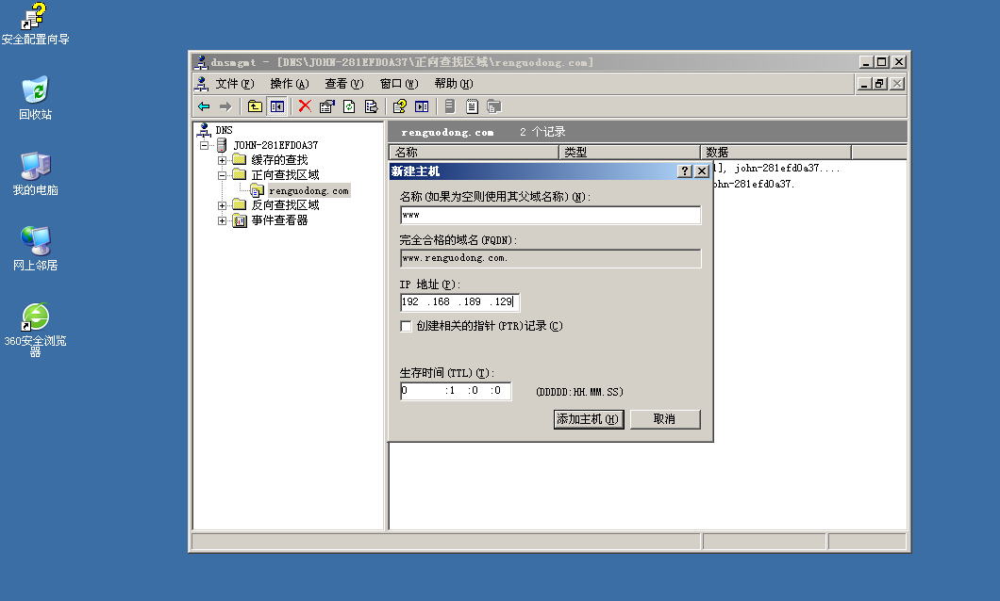 安全配置向导
回收站
我的电脑
网上邻居
360安全浏览
器
dnsmgmt - [DNS\JOHN-281EFD0A37\正向查找区域\renguodong.com]
文件(F) 操作(A) 查看(V) 窗口(W) 帮助(H)
DNS
JOHN-281EFD0A37
缓存的查找
正向查找区域
renguodong.com
反向查找区域
事件查看器
renguodong.com 2 个记录
名称 类型 数据
], john-281efd0a37....
ohn-281efd0a37.
新建主机
名称(如果为空则使用其父域名称)(N):
www
完全合格的域名(FQDN):
www.renguodong.com.
IP 地址(P):
192 .168 .189 .129
创建相关的指针(PTR)记录(C)
生存时间(TTL)(T):
0 :1 :0 :0 (DDDDD:HH.MM.SS)
添加主机(H) 取消